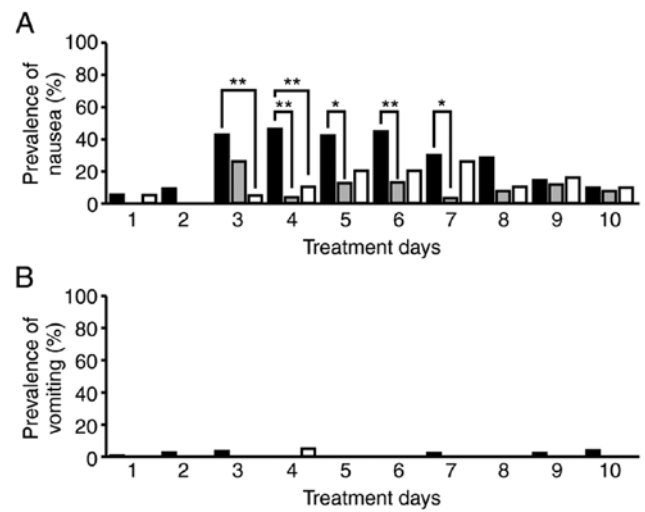 A
Prevalence of
nausea (%)
100
80
60
40
20
0
** ** ** * ** *
1 2 3 4 5 6 7 8 9 10
Treatment days
B
Prevalence of
vomiting (%)
100
80
60
40
20
0
1 2 3 4 5 6 7 8 9 10
Treatment days